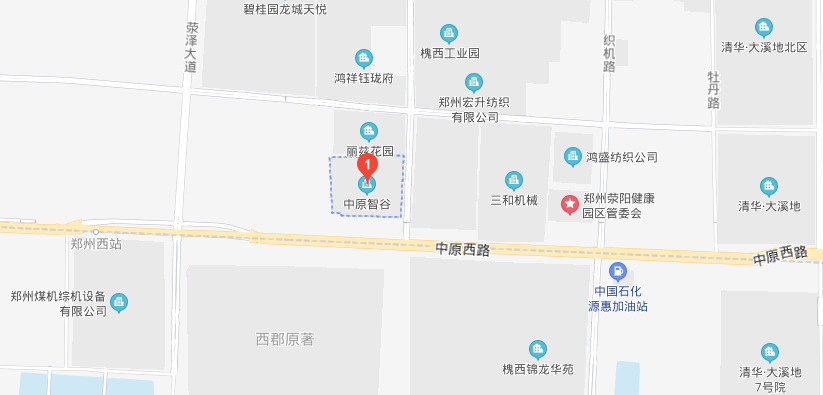 碧桂园龙城天悦
荥泽大道
鸿祥钰珑府
槐西工业园
织机路
清华·大溪地北区
牡丹路
郑州宏升纺织
有限公司
丽兹花园
1
中原智谷
鸿盛纺织公司
三和机械
郑州荥阳健康
园区管委会
清华·大溪地
郑州西站
中原西路
中原西路
郑州煤机综机设备
有限公司
中国石化
源惠加油站
西郡原著
槐西锦龙华苑
清华·大溪地
7号院